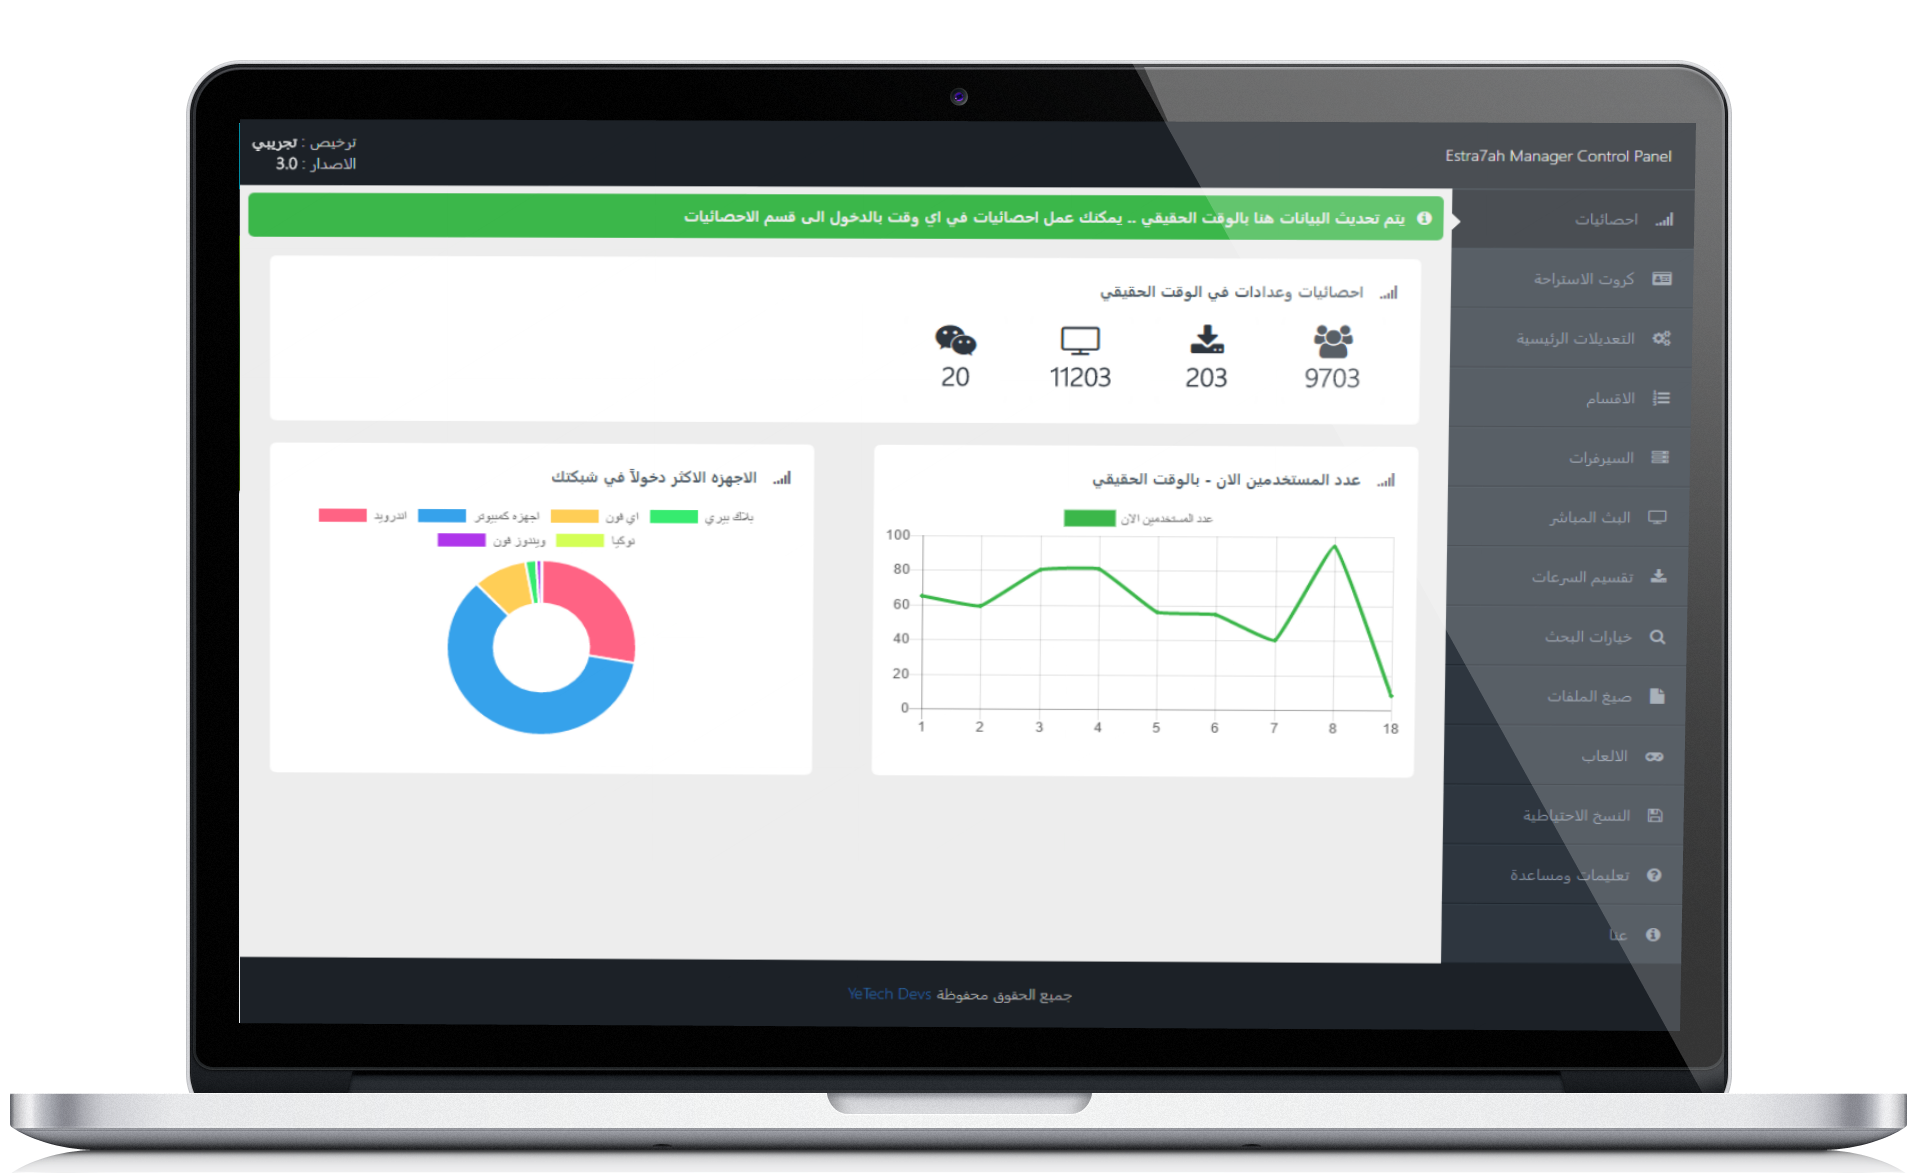 Estra7ah Manager Control Panel
ترخيص : تجريبي
الاصدار : 3.0
احصائيات
كروت الاستراحة
التعديلات الرئيسية
الاقسام
السيرفرات
البث المباشر
تقسيم السرعات
خيارات البحث
صيغ الملفات
الالعاب
النسخ الاحتياطية
تعليمات ومساعدة
عنا
يتم تحديث البيانات هنا بالوقت الحقيقي .. يمكنك عمل احصائيات في اي وقت بالدخول الى قسم الاحصائيات
احصائيات وعدادات في الوقت الحقيقي
9703
203
11203
20
عدد المستخدمين الان - بالوقت الحقيقي
عدد المستخدمين الان
100
80
60
40
20
0
1 2 3 4 5 6 7 8 18
الاجهزه الاكثر دخولاً في شبكتك
اندرويد
اجهزه كمبيوتر
اي فون
بلاك بيري
ويندوز فون
نوكيا
جميع الحقوق محفوظة YeTech Devs